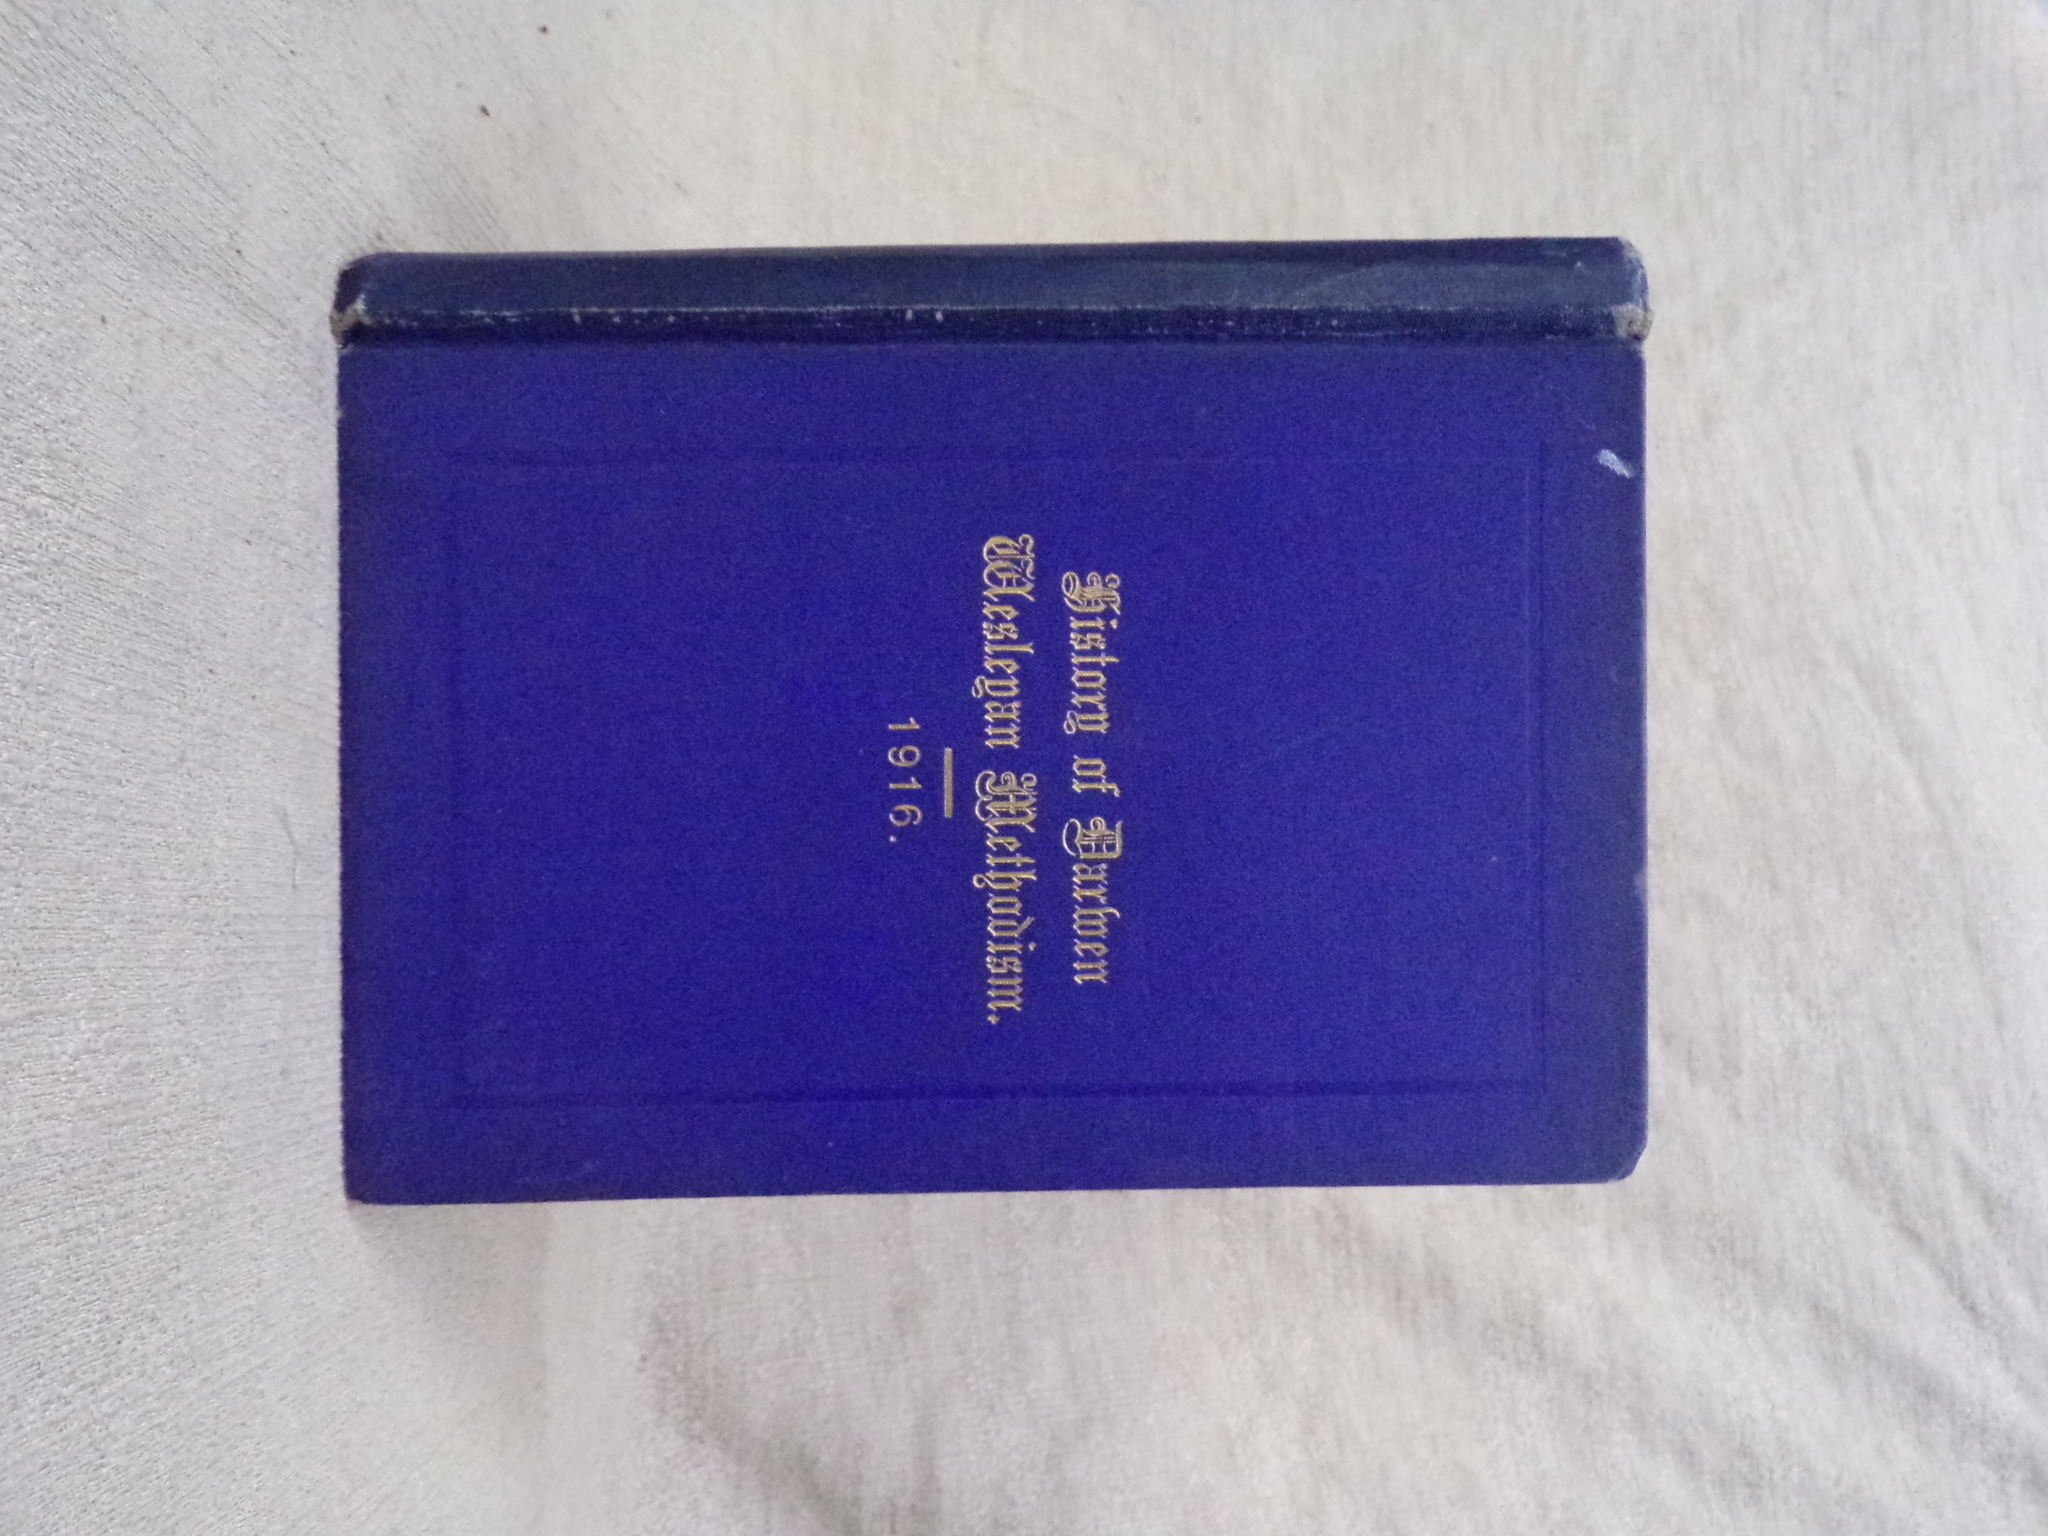 History of Darwen
Wesleyan Methodism.
1916.